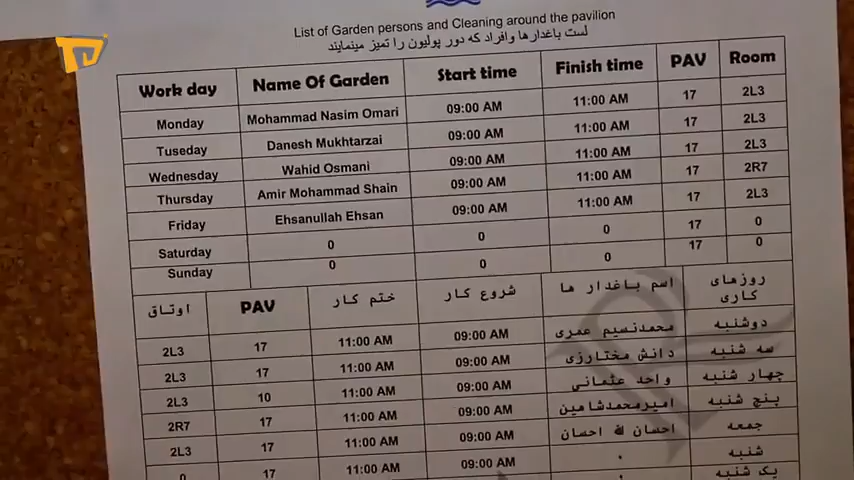 List of Garden persons and Cleaning around the pavilion
لست باغدارها وافراد که دور پولیون را تمیز مینمایند
Work day Name Of Garden Start time Finish time PAV Room
Monday Mohammad Nasim Omari 09:00 AM 11:00 AM 17 2L3
Tuseday Danesh Mukhtarzai 09:00 AM 11:00 AM 17 2L3
Wednesday Wahid Osmani 09:00 AM 11:00 AM 17 2L3
Thursday Amir Mohammad Shain 09:00 AM 11:00 AM 17 2R7
Friday Ehsanullah Ehsan 09:00 AM 11:00 AM 17 2L3
Saturday 0 0 0 17 0
Sunday 0 0 0 17 0
روزهای کاری اسم باغدار ها شروع کار ختم کار PAV اوتاق
دوشنبه محمدنسیم عمری 09:00 AM 11:00 AM 17 2L3
سه شنبه دانش مختارزی 09:00 AM 11:00 AM 17 2L3
چهار شنبه واحد عثمانی 09:00 AM 11:00 AM 10 2L3
پنچ شنبه امیرمحمدشاهین 09:00 AM 11:00 AM 17 2R7
جمعه احسان الله احسان 09:00 AM 11:00 AM 17 2L3
شنبه ۰ 09:00 AM 11:00 AM 17 0
یک شنبه